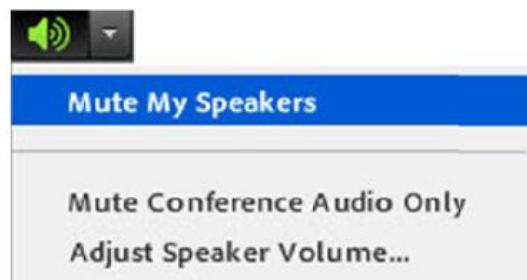 Mute My Speakers
Mute Conference Audio Only
Adjust Speaker Volume...